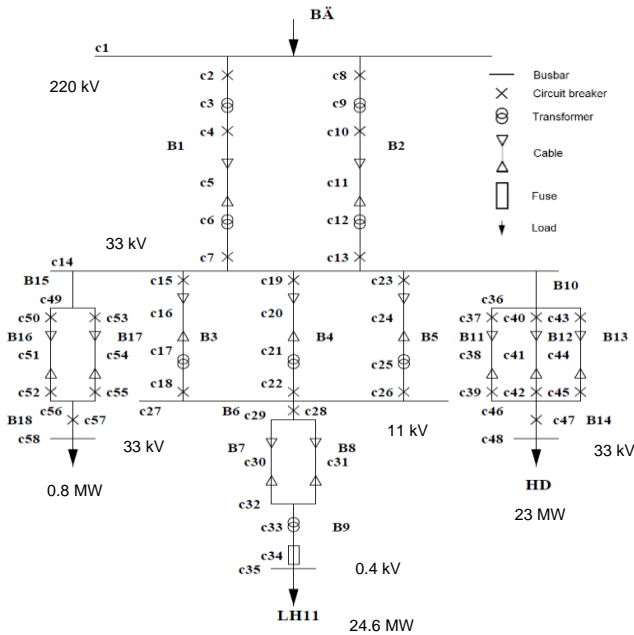 BÄ
c1
220 kV
c2 c8
c3 c9
c4 c10
B1 B2
c5 c11
c6 c12
c7 c13
Busbar
Circuit breaker
Transformer
Cable
Fuse
Load
33 kV
c14
B15 c15 c19 c23 B10
c49 c36
c50 c53 c37 c40 c43
c16 c20 c24
B16 B17 B3 B4 B5 B11 B12 B13
c51 c54 c38 c41 c44
c17 c21 c25
c52 c55 c18 c22 c26 c39 c42 c45
c56 c27 B6 c28 c46
c57 c29 c47
B18 11 kV B14
c58 33 kV c48 33 kV
B7 B8
c30 c31
0.8 MW HD
c32
23 MW
c33 B9
c34
c35 0.4 kV
LH11
24.6 MW